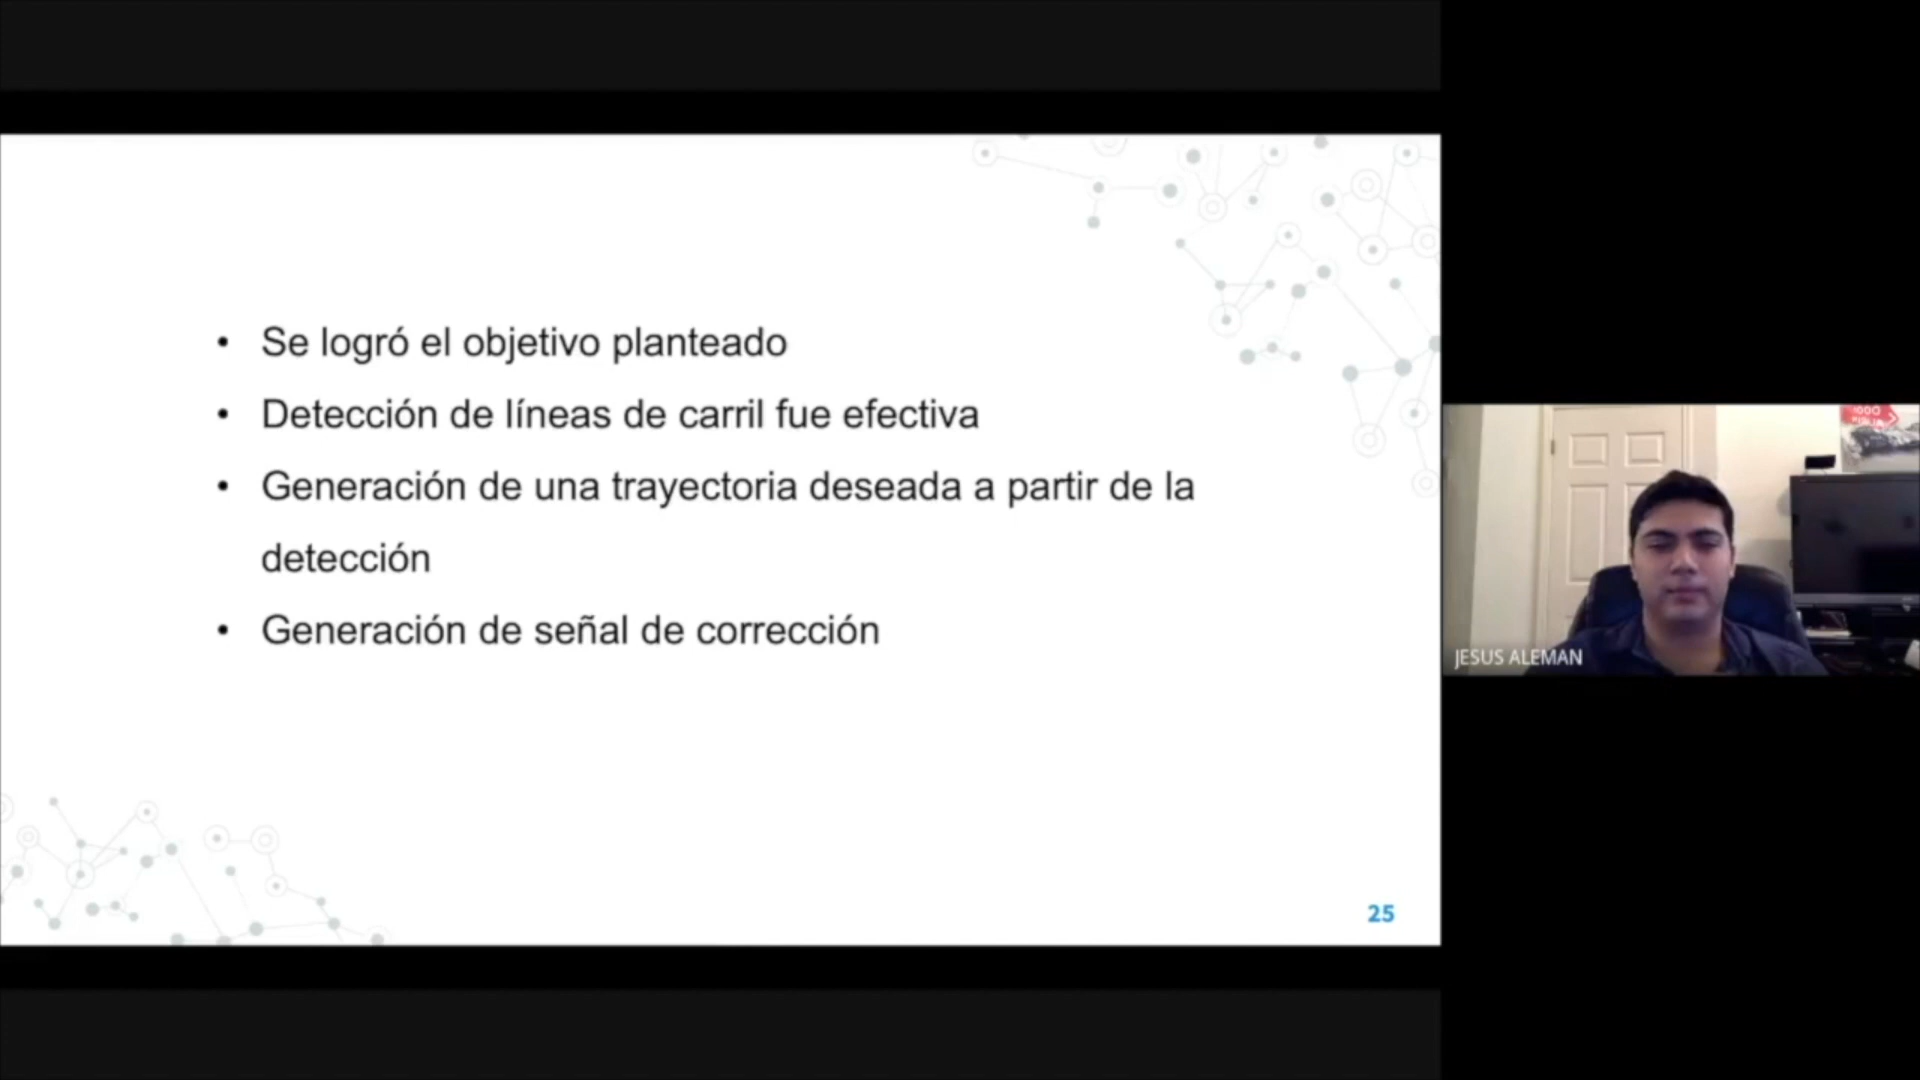 • Se logró el objetivo planteado
• Detección de líneas de carril fue efectiva
• Generación de una trayectoria deseada a partir de la
detección
• Generación de señal de corrección
25
JESUS ALEMAN